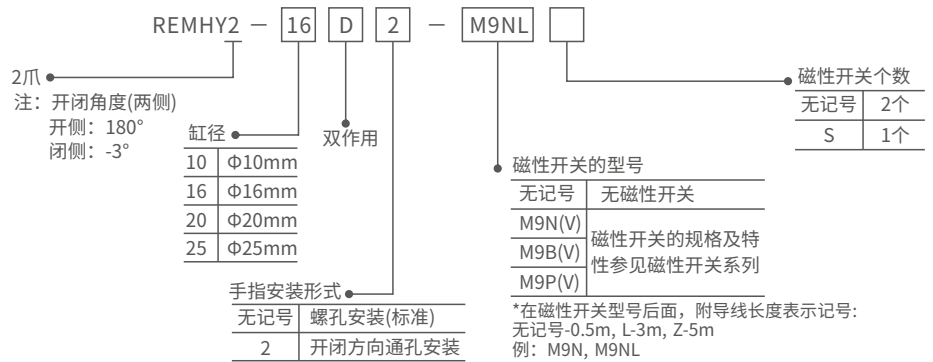 REMHY2 － 16 D 2 － M9NL
2爪
注：开闭角度(两侧)
开侧：180°
闭侧：-3°
缸径
10 Φ10mm
16 Φ16mm
20 Φ20mm
25 Φ25mm
双作用
手指安装形式
无记号 螺孔安装(标准)
2 开闭方向通孔安装
磁性开关个数
无记号 2个
S 1个
磁性开关的型号
无记号 无磁性开关
M9N(V)
M9B(V)
M9P(V)
磁性开关的规格及特
性参见磁性开关系列
*在磁性开关型号后面，附导线长度表示记号:
无记号-0.5m, L-3m, Z-5m
例：M9N, M9NL